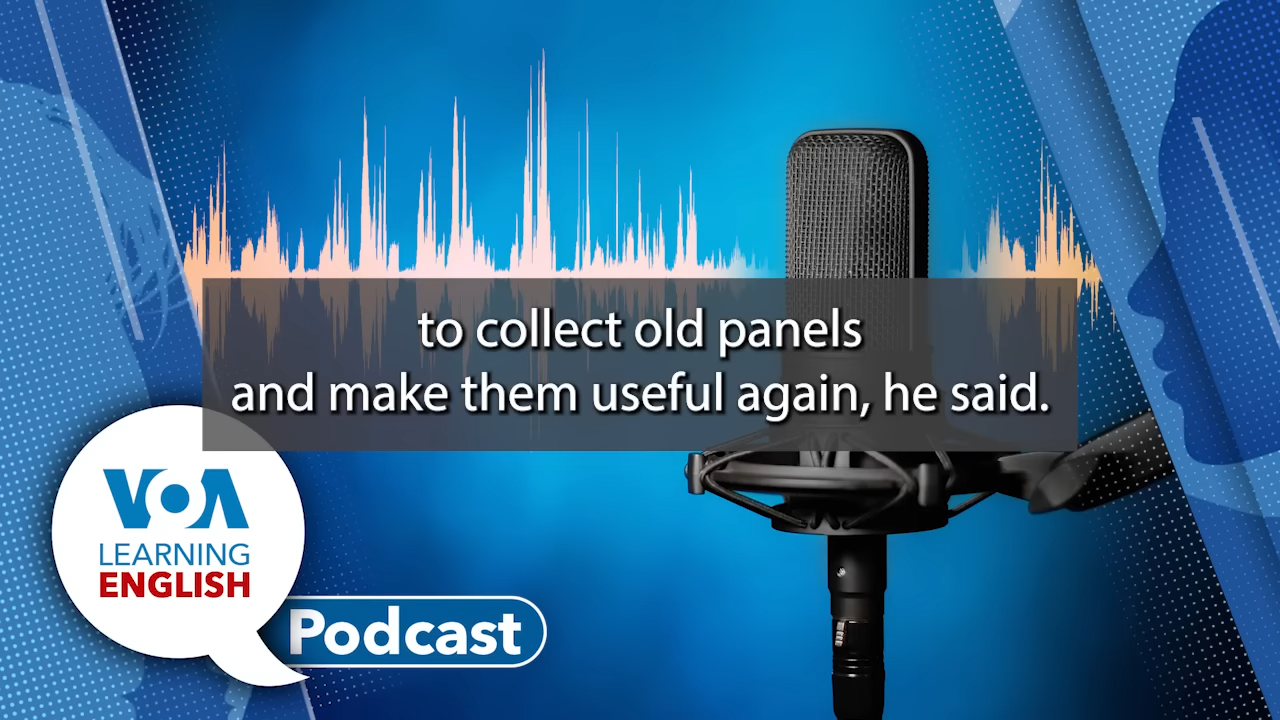 to collect old panels
and make them useful again, he said.
VOA
LEARNING
ENGLISH
Podcast